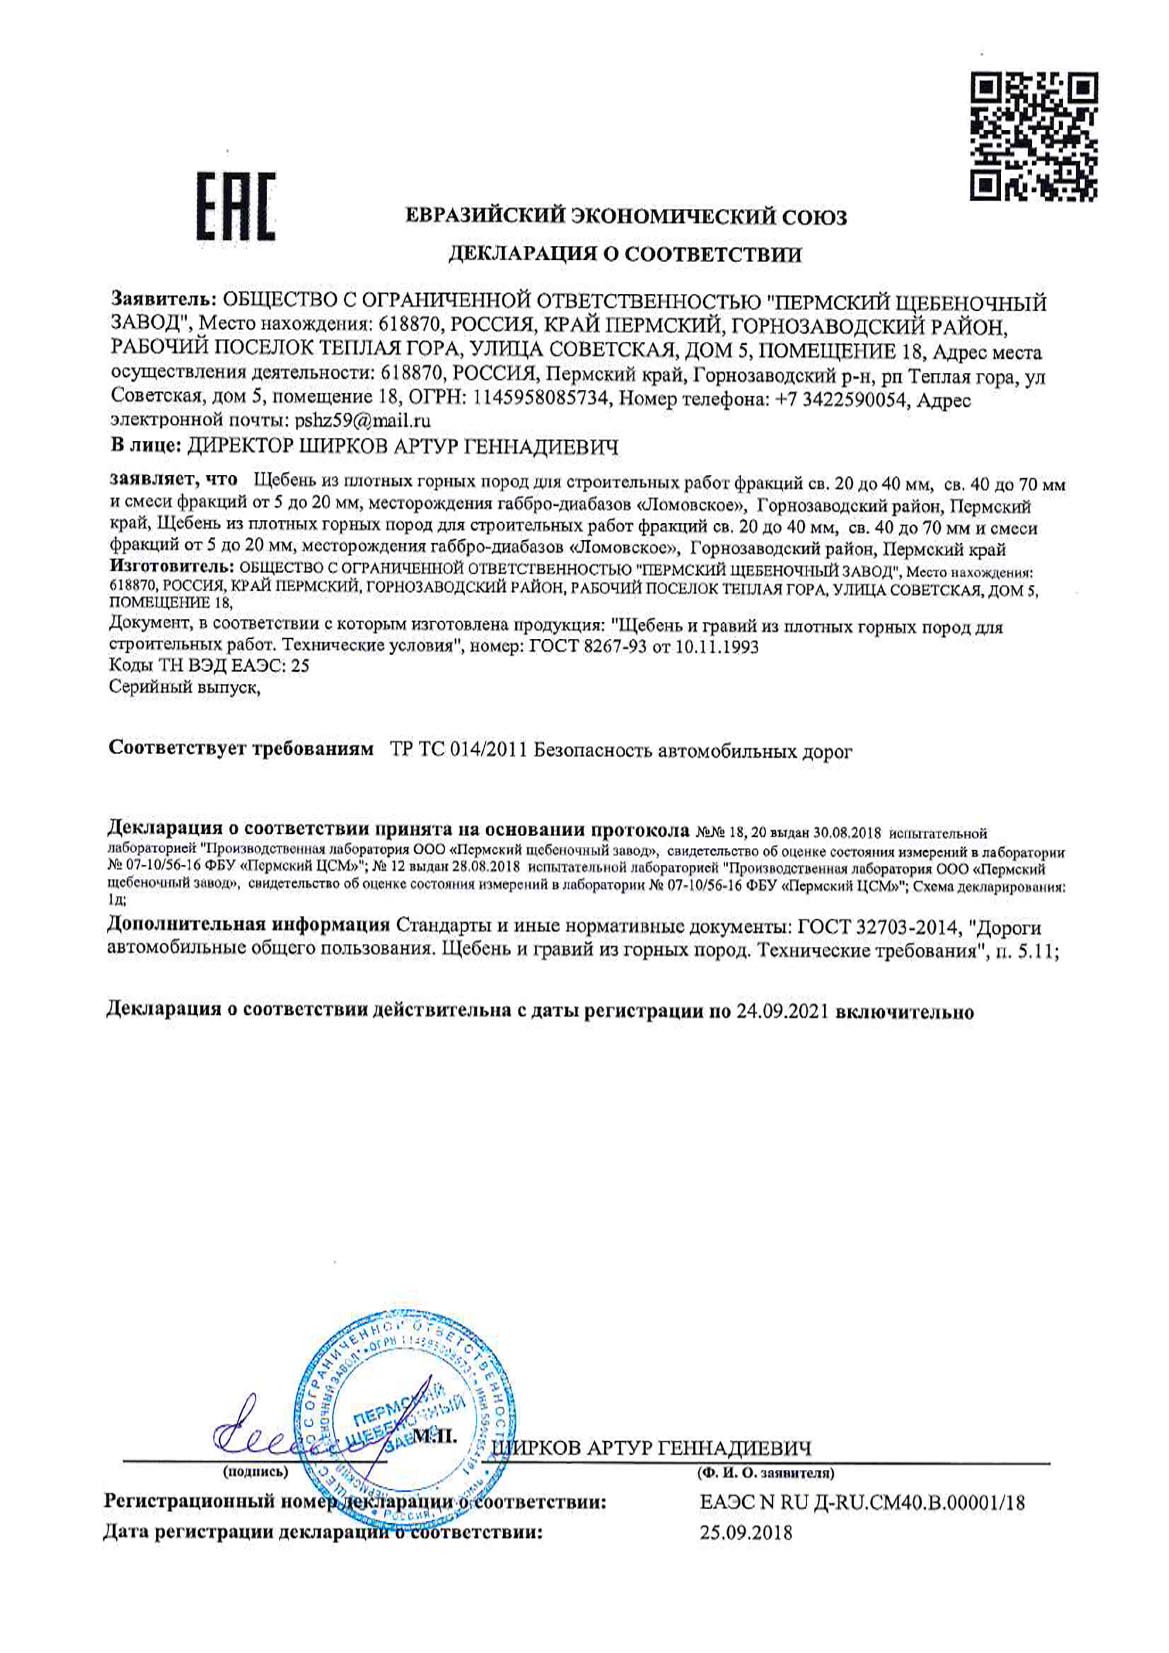 EAC
ЕВРАЗИЙСКИЙ ЭКОНОМИЧЕСКИЙ СОЮЗ
ДЕКЛАРАЦИЯ О СООТВЕТСТВИИ
Заявитель: ОБЩЕСТВО С ОГРАНИЧЕННОЙ ОТВЕТСТВЕННОСТЬЮ "ПЕРМСКИЙ ЩЕБЕНОЧНЫЙ
ЗАВОД", Место нахождения: 618870, РОССИЯ, КРАЙ ПЕРМСКИЙ, ГОРНОЗАВОДСКИЙ РАЙОН,
РАБОЧИЙ ПОСЕЛОК ТЕПЛАЯ ГОРА, УЛИЦА СОВЕТСКАЯ, ДОМ 5, ПОМЕЩЕНИЕ 18, Адрес места
осуществления деятельности: 618870, РОССИЯ, Пермский край, Горнозаводский р-н, рп Теплая гора, ул
Советская, дом 5, помещение 18, ОГРН: 1145958085734, Номер телефона: +7 3422590054, Адрес
электронной почты: pshz59@mail.ru
В лице: ДИРЕКТОР ШИРКОВ АРТУР ГЕННАДИЕВИЧ
заявляет, что Щебень из плотных горных пород для строительных работ фракций св. 20 до 40 мм, св. 40 до 70 мм
и смеси фракций от 5 до 20 мм, месторождения габбро-диабазов «Ломовское», Горнозаводский район, Пермский
край, Щебень из плотных горных пород для строительных работ фракций св. 20 до 40 мм, св. 40 до 70 мм и смеси
фракций от 5 до 20 мм, месторождения габбро-диабазов «Ломовское», Горнозаводский район, Пермский край
Изготовитель: ОБЩЕСТВО С ОГРАНИЧЕННОЙ ОТВЕТСТВЕННОСТЬЮ "ПЕРМСКИЙ ЩЕБЕНОЧНЫЙ ЗАВОД", Место нахождения:
618870, РОССИЯ, КРАЙ ПЕРМСКИЙ, ГОРНОЗАВОДСКИЙ РАЙОН, РАБОЧИЙ ПОСЕЛОК ТЕПЛАЯ ГОРА, УЛИЦА СОВЕТСКАЯ, ДОМ 5,
ПОМЕЩЕНИЕ 18,
Документ, в соответствии с которым изготовлена продукция: "Щебень и гравий из плотных горных пород для
строительных работ. Технические условия", номер: ГОСТ 8267-93 от 10.11.1993
Коды ТН ВЭД ЕАЭС: 25
Серийный выпуск,
Соответствует требованиям ТР ТС 014/2011 Безопасность автомобильных дорог
Декларация о соответствии принята на основании протокола №№ 18, 20 выдан 30.08.2018 испытательной
лабораторией "Производственная лаборатория ООО «Пермский щебеночный завод», свидетельство об оценке состояния измерений в лаборатории
№ 07-10/56-16 ФБУ «Пермский ЦСМ»"; № 12 выдан 28.08.2018 испытательной лабораторией "Производственная лаборатория ООО «Пермский
щебеночный завод», свидетельство об оценке состояния измерений в лаборатории № 07-10/56-16 ФБУ «Пермский ЦСМ»"; Схема декларирования:
1д;
Дополнительная информация Стандарты и иные нормативные документы: ГОСТ 32703-2014, "Дороги
автомобильные общего пользования. Щебень и гравий из горных пород. Технические требования", п. 5.11;
Декларация о соответствии действительна с даты регистрации по 24.09.2021 включительно
ПЕРМСКИЙ
ЩЕБЕНОЧНЫЙ
ЗАВОД
М.П.
ШИРКОВ АРТУР ГЕННАДИЕВИЧ
(подпись)
(Ф. И. О. заявителя)
Регистрационный номер декларации о соответствии: ЕАЭС N RU Д-RU.СМ40.В.00001/18
Дата регистрации декларации о соответствии: 25.09.2018